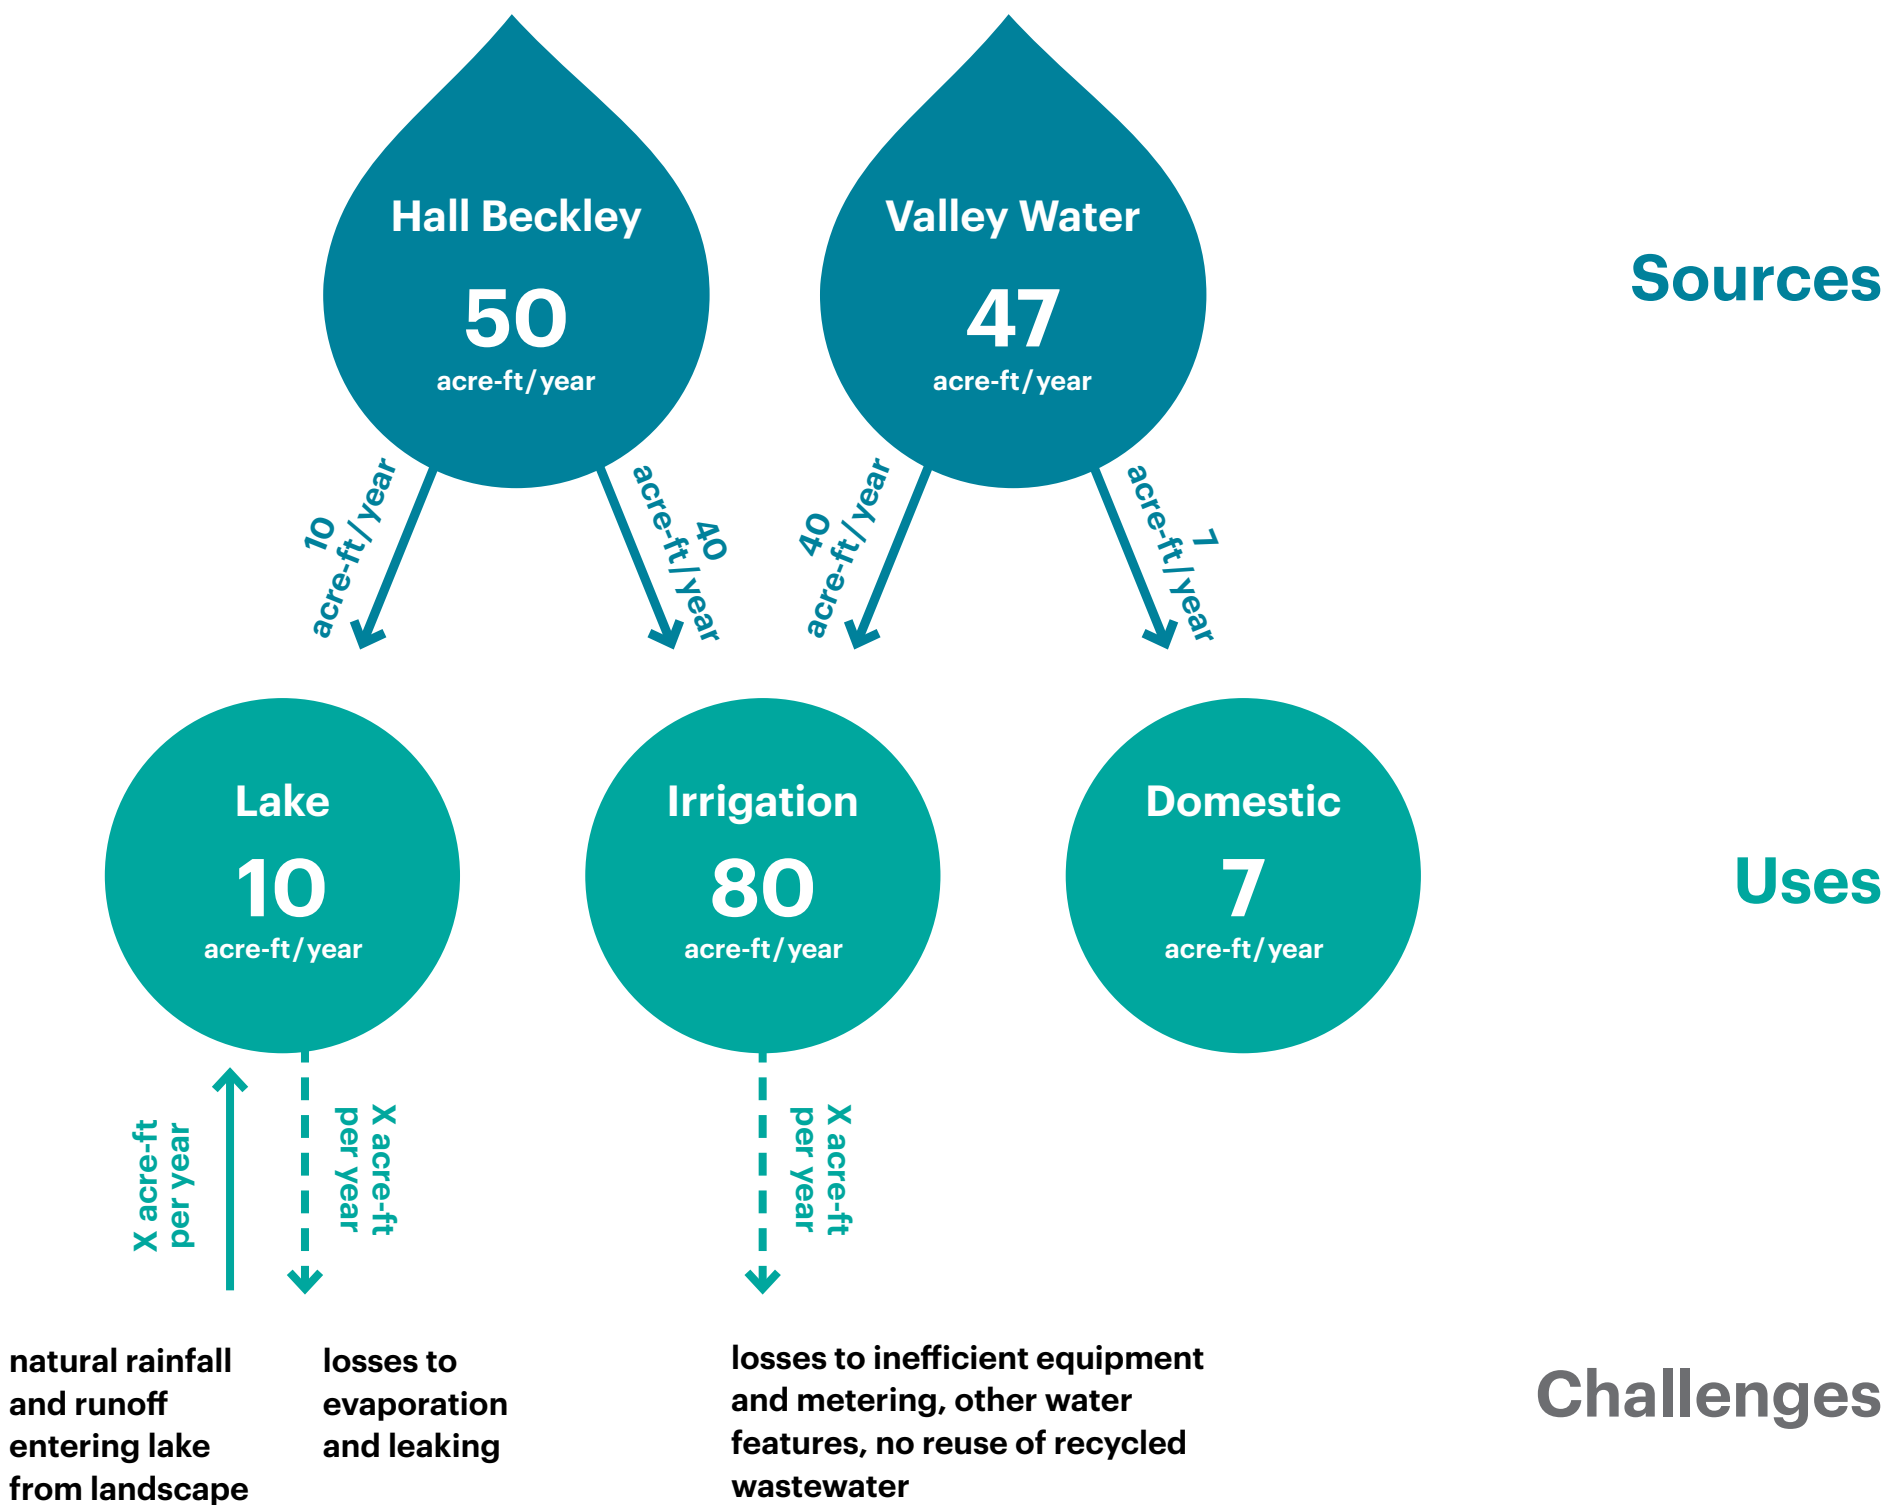 Hall Beckley
50
acre-ft/year
Valley Water
47
acre-ft/year
Sources
10
acre-ft/year
40
acre-ft/year
40
acre-ft/year
7
acre-ft/year
Lake
10
acre-ft/year
Irrigation
80
acre-ft/year
Domestic
7
acre-ft/year
Uses
X acre-ft
per year
X acre-ft
per year
X acre-ft
per year
natural rainfall
and runoff
entering lake
from landscape
losses to
evaporation
and leaking
losses to inefficient equipment
and metering, other water
features, no reuse of recycled
wastewater
Challenges